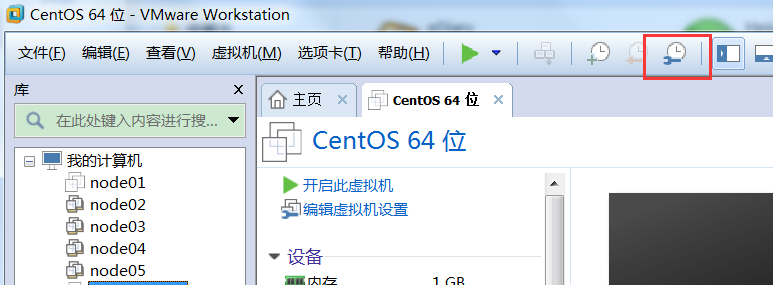 CentOS 64 位 - VMware Workstation
文件(F) 编辑(E) 查看(V) 虚拟机(M) 选项卡(T) 帮助(H)
库
主页
CentOS 64 位
在此处键入内容进行搜...
CentOS 64 位
我的计算机
node01
开启此虚拟机
node02
编辑虚拟机设置
node03
node04
设备
node05
内存 1 GB